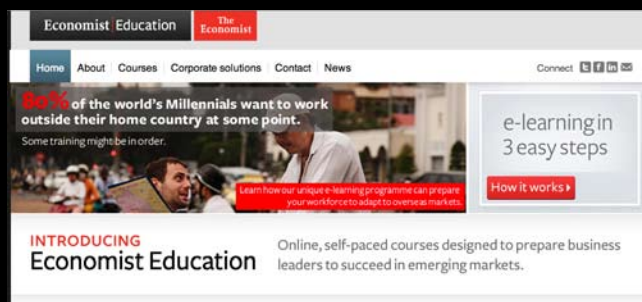 Economist Education
The
Economist
Home About Courses Corporate solutions Contact News
Connect
80% of the world's Millennials want to work
outside their home country at some point.
Some training might be in order.
Learn how our unique e-learning programme can prepare
your workforce to adapt to overseas markets.
e-learning in
3 easy steps
How it works
INTRODUCING
Economist Education
Online, self-paced courses designed to prepare business
leaders to succeed in emerging markets.